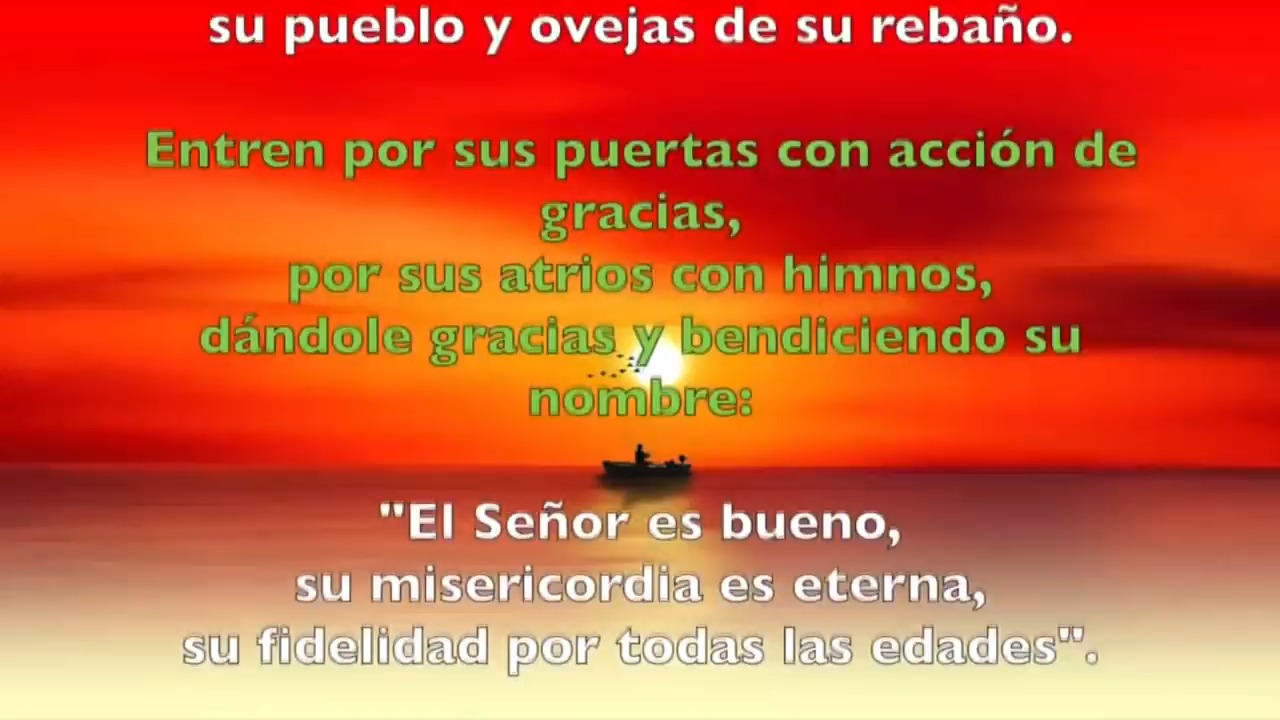 su pueblo y ovejas de su rebaño.
Entren por sus puertas con acción de
gracias,
por sus atrios con himnos,
dándole gracias y bendiciendo su
nombre:
"El Señor es bueno,
su misericordia es eterna,
su fidelidad por todas las edades".